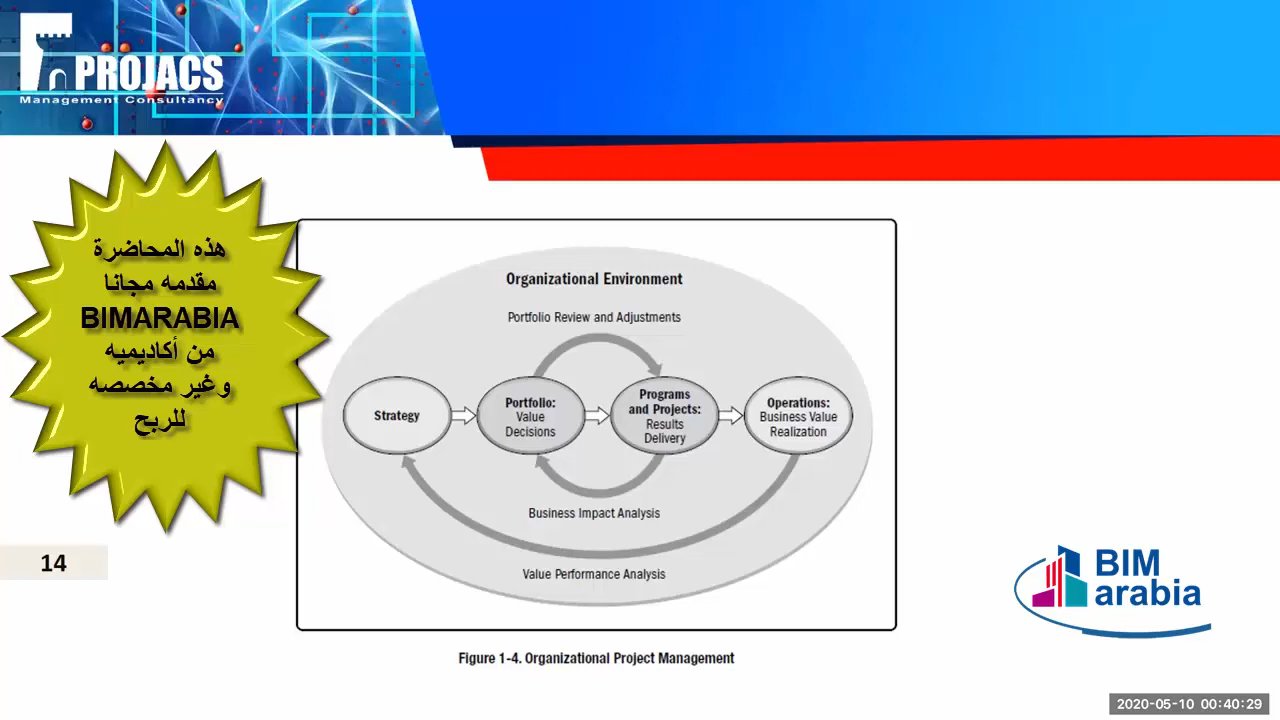 PROJACS
Management Consultancy
هذه المحاضرة
مقدمه مجانا
BIMARABIA
من أكاديميه
وغير مخصصه
للربح
14
Organizational Environment
Portfolio Review and Adjustments
Strategy
Portfolio:
Value
Decisions
Programs
and Projects:
Results
Delivery
Operations:
Business Value
Realization
Business Impact Analysis
Value Performance Analysis
Figure 1-4. Organizational Project Management
BIM
arabia
2020-05-10 00:40:29